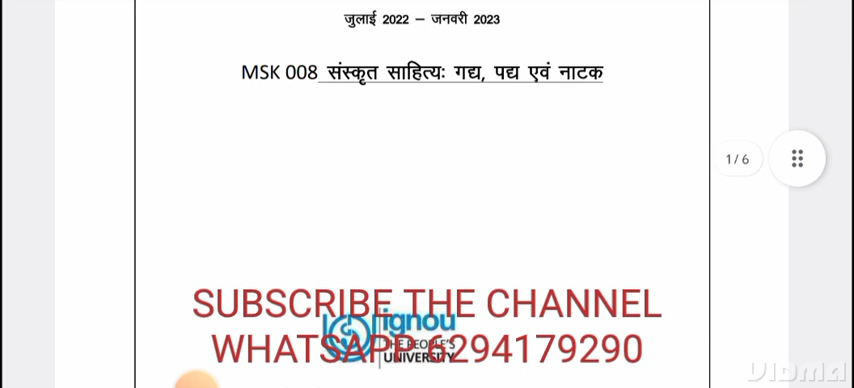 जुलाई 2022 – जनवरी 2023
MSK 008 संस्कृत साहित्यः गद्य, पद्य एवं नाटक
1/6
SUBSCRIBE THE CHANNEL
ignou
WHATSAPP 6294179290
THE PEOPLE'S
UNIVERSITY
VIDMA